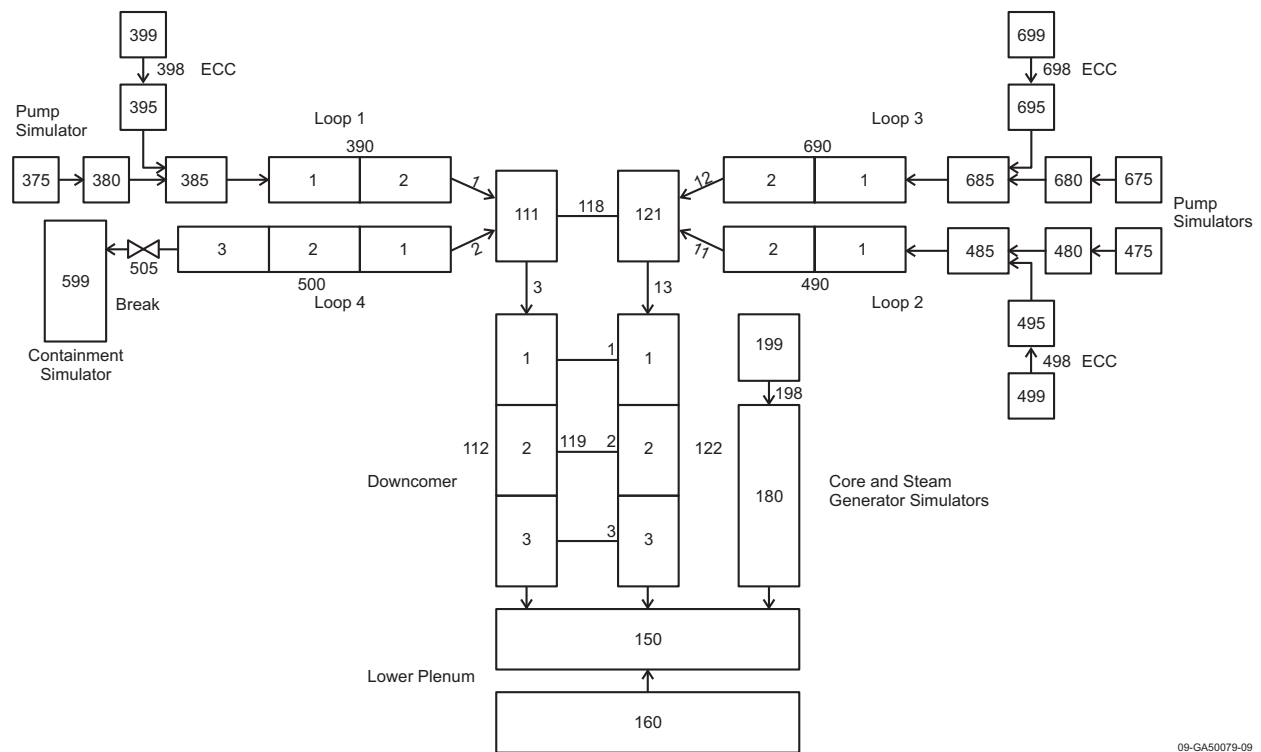 399
398 ECC
395
Pump
Simulator
Loop 1
390
375
380
385
1
2
1
599
505
3
2
1
2
500
Loop 4
Break
Containment
Simulator
699
698 ECC
695
Loop 3
690
12
2
1
685
680
675
Pump
Simulators
111
118
121
11
2
1
485
480
475
490
Loop 2
495
498 ECC
499
3
13
1
1
1
199
198
112
2
119
2
2
122
Downcomer
180
Core and Steam
Generator Simulators
3
3
3
150
Lower Plenum
160
09-GA50079-09